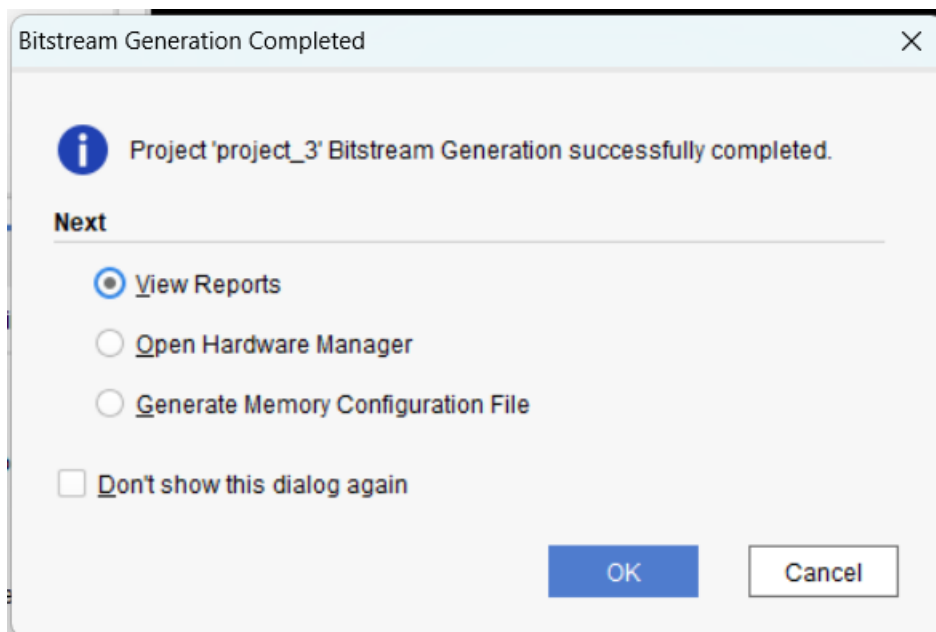 Bitstream Generation Completed
Project 'project_3' Bitstream Generation successfully completed.
Next
View Reports
Open Hardware Manager
Generate Memory Configuration File
Don't show this dialog again
OK
Cancel